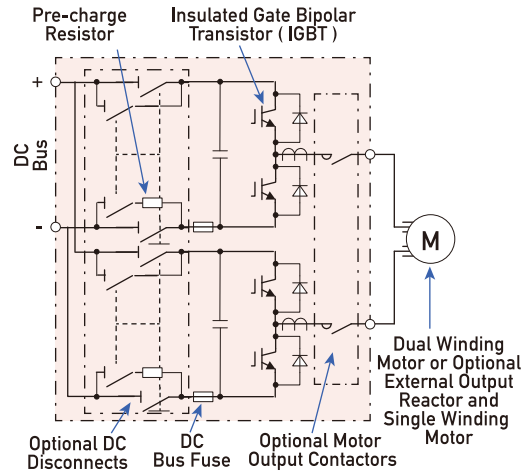 Pre-charge
Resistor
Insulated Gate Bipolar
Transistor ( IGBT )
+
DC
Bus
-
M
Dual Winding
Motor or Optional
External Output
Reactor and
Single Winding
Motor
Optional DC
Disconnects
DC
Bus Fuse
Optional Motor
Output Contactors